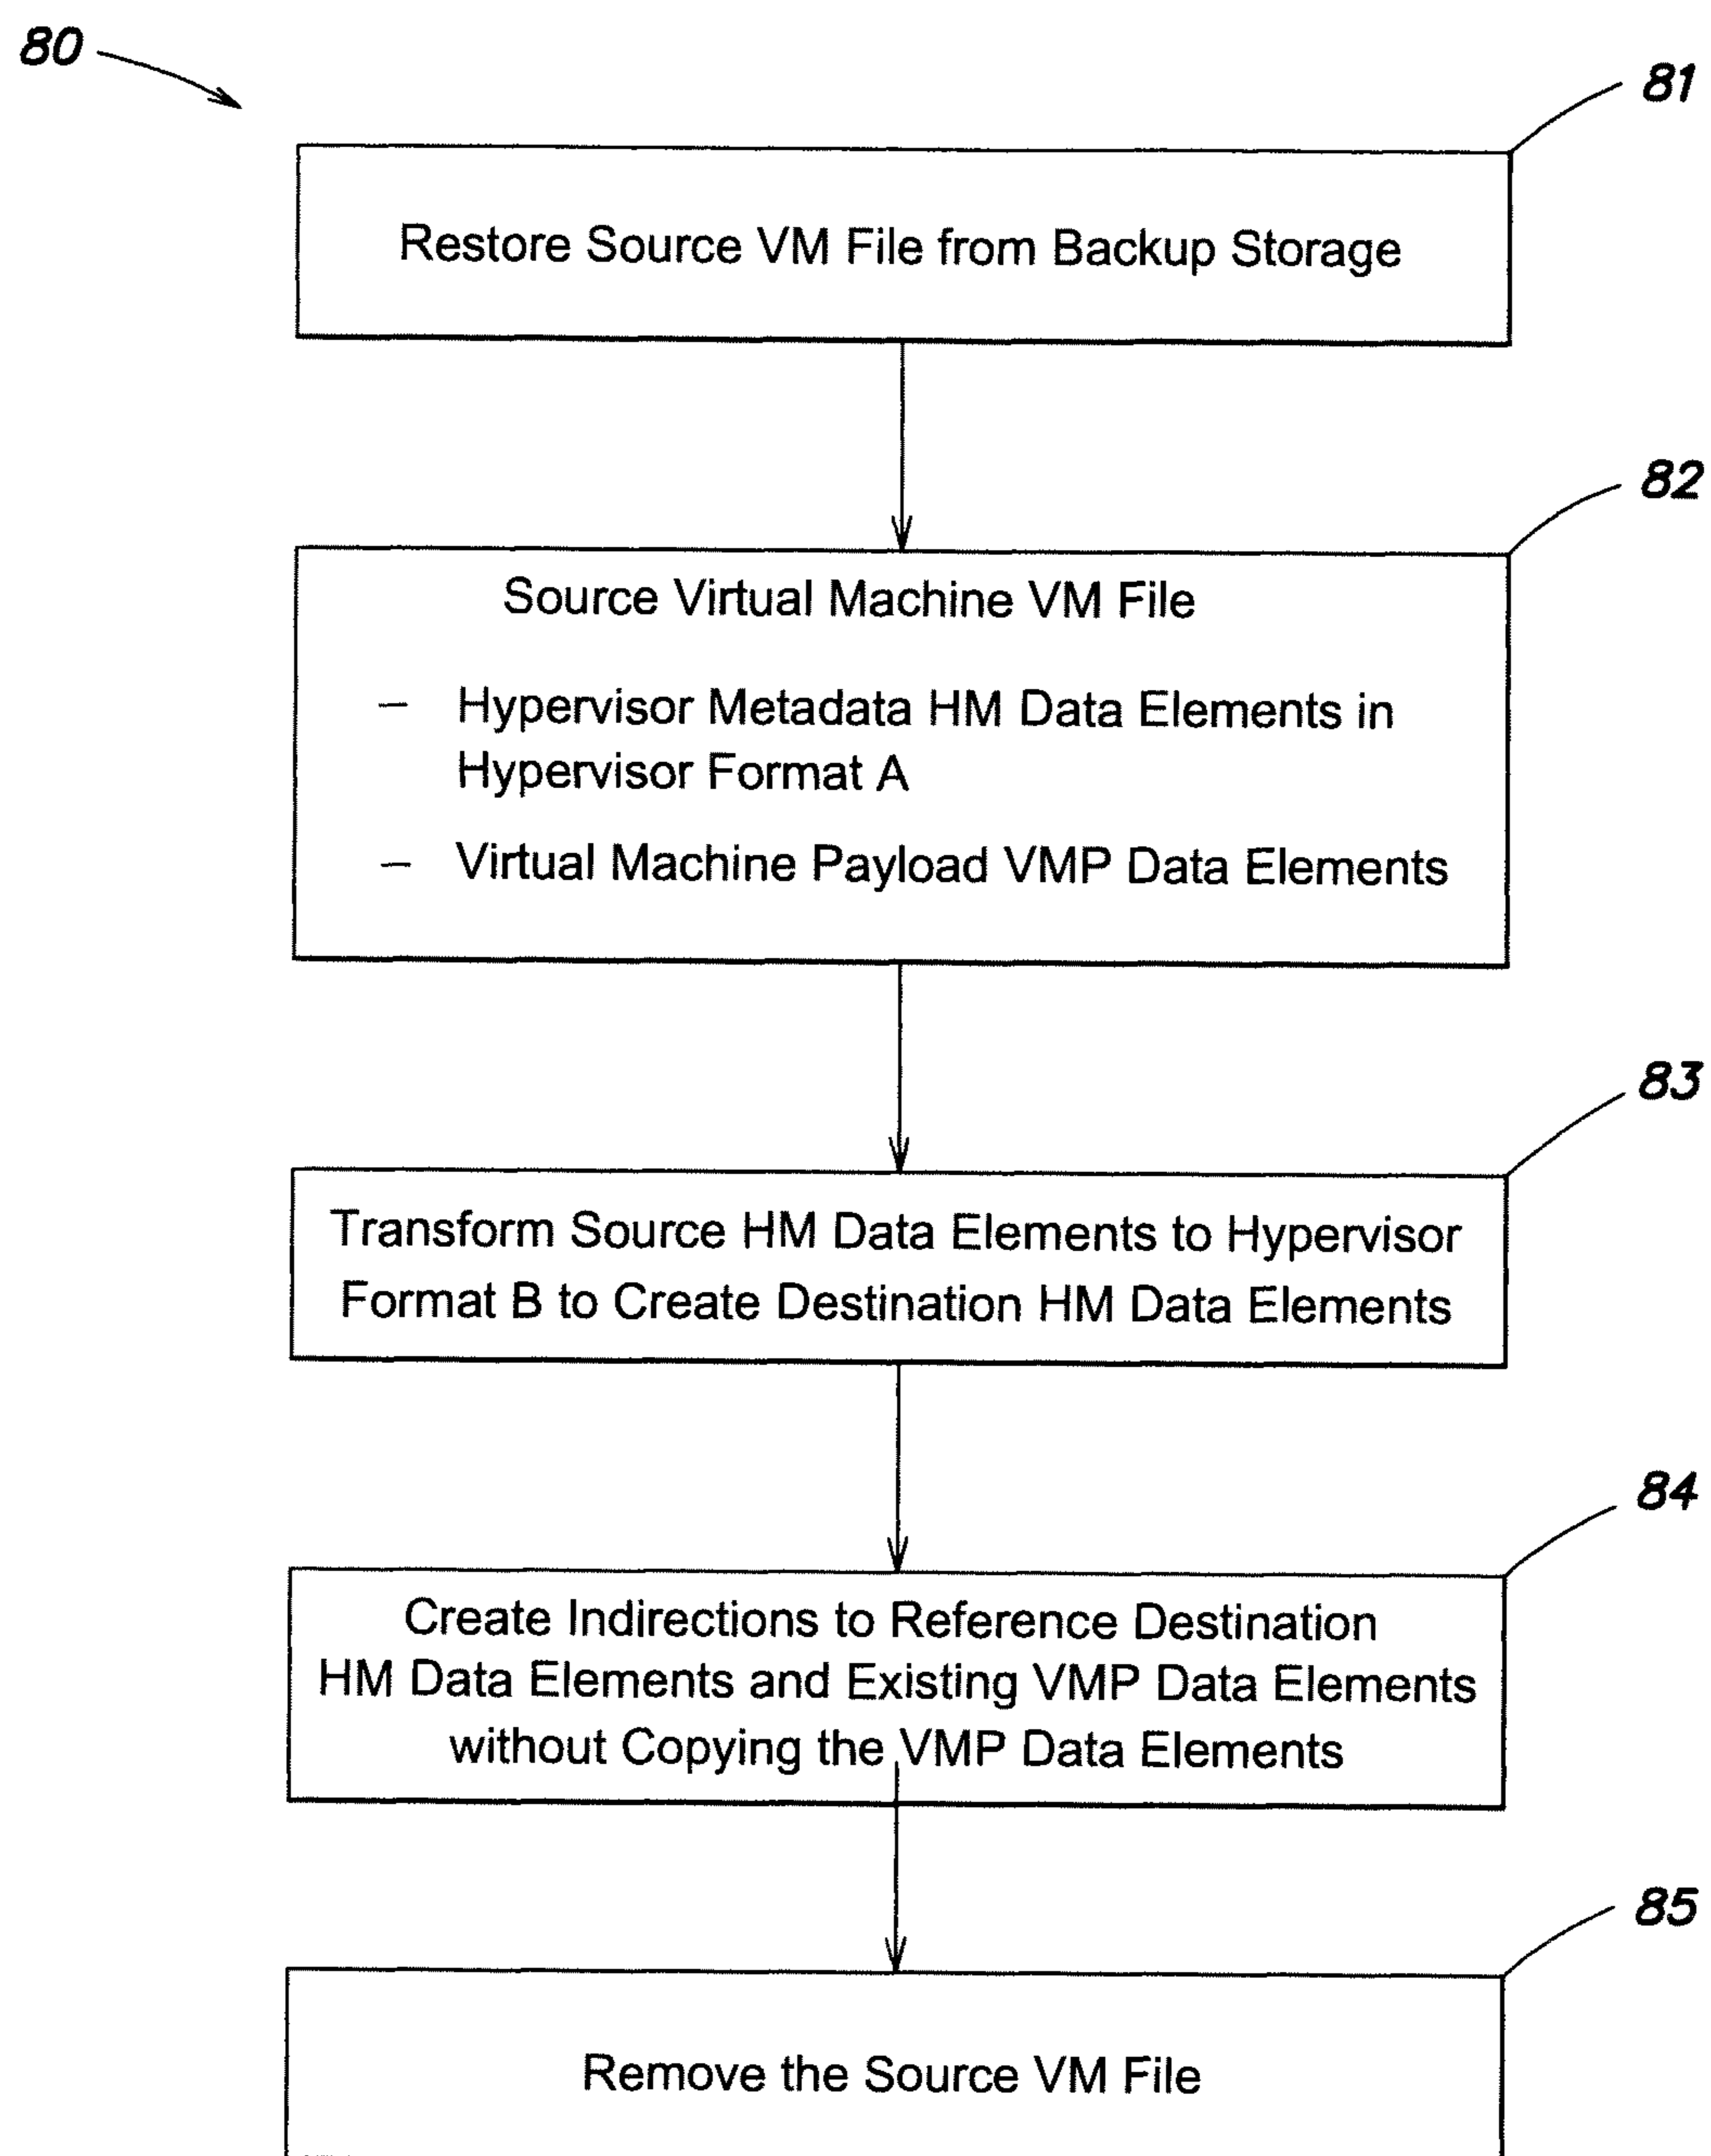 80
81
Restore Source VM File from Backup Storage
82
Source Virtual Machine VM File
– Hypervisor Metadata HM Data Elements in
Hypervisor Format A
– Virtual Machine Payload VMP Data Elements
83
Transform Source HM Data Elements to Hypervisor
Format B to Create Destination HM Data Elements
84
Create Indirections to Reference Destination
HM Data Elements and Existing VMP Data Elements
without Copying the VMP Data Elements
85
Remove the Source VM File